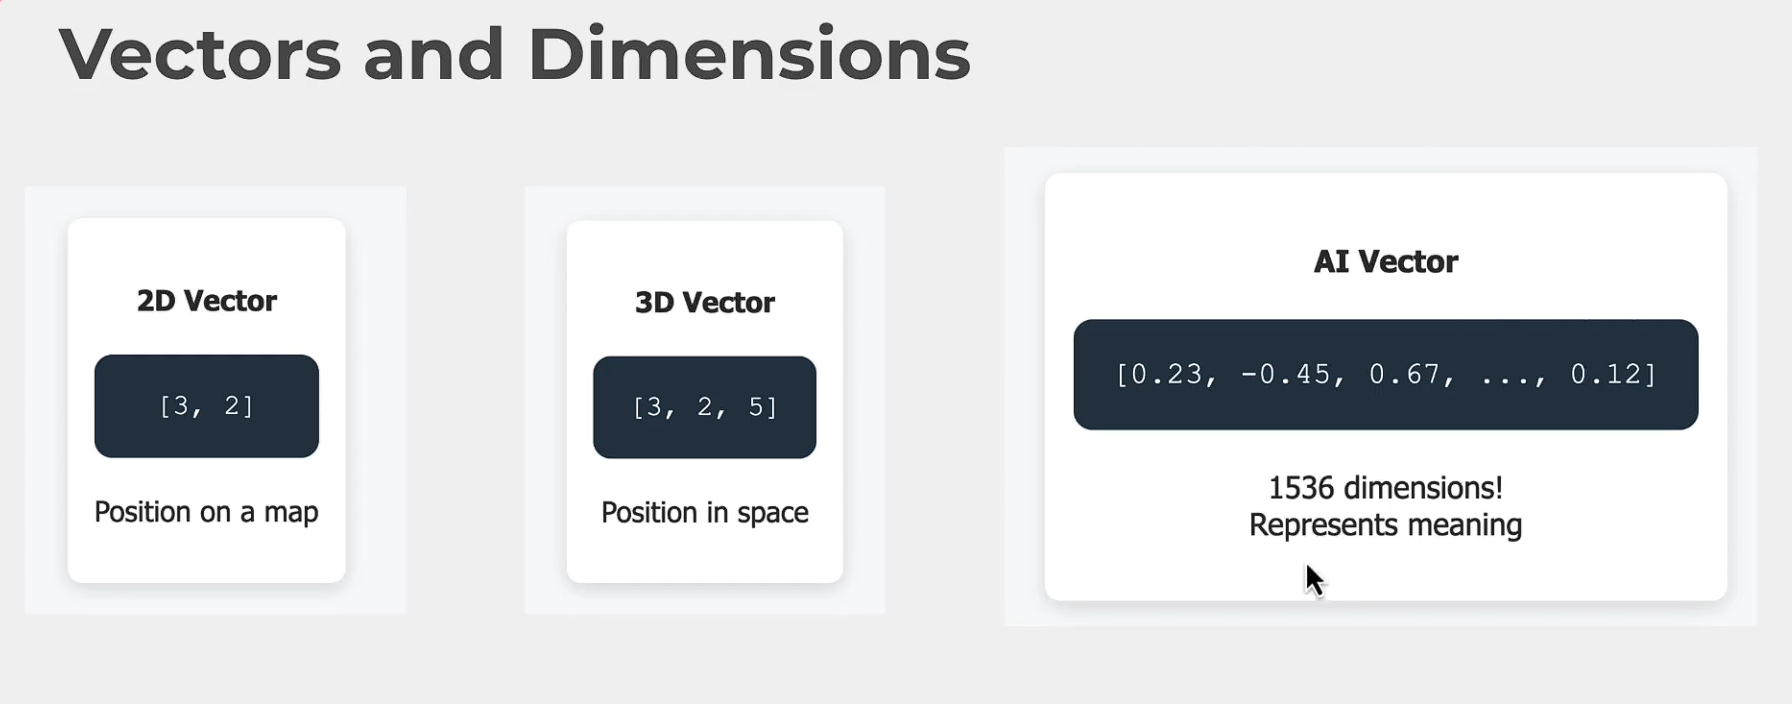 Vectors and Dimensions
2D Vector
[3, 2]
Position on a map
3D Vector
[3, 2, 5]
Position in space
AI Vector
[0.23, -0.45, 0.67, ..., 0.12]
1536 dimensions!
Represents meaning